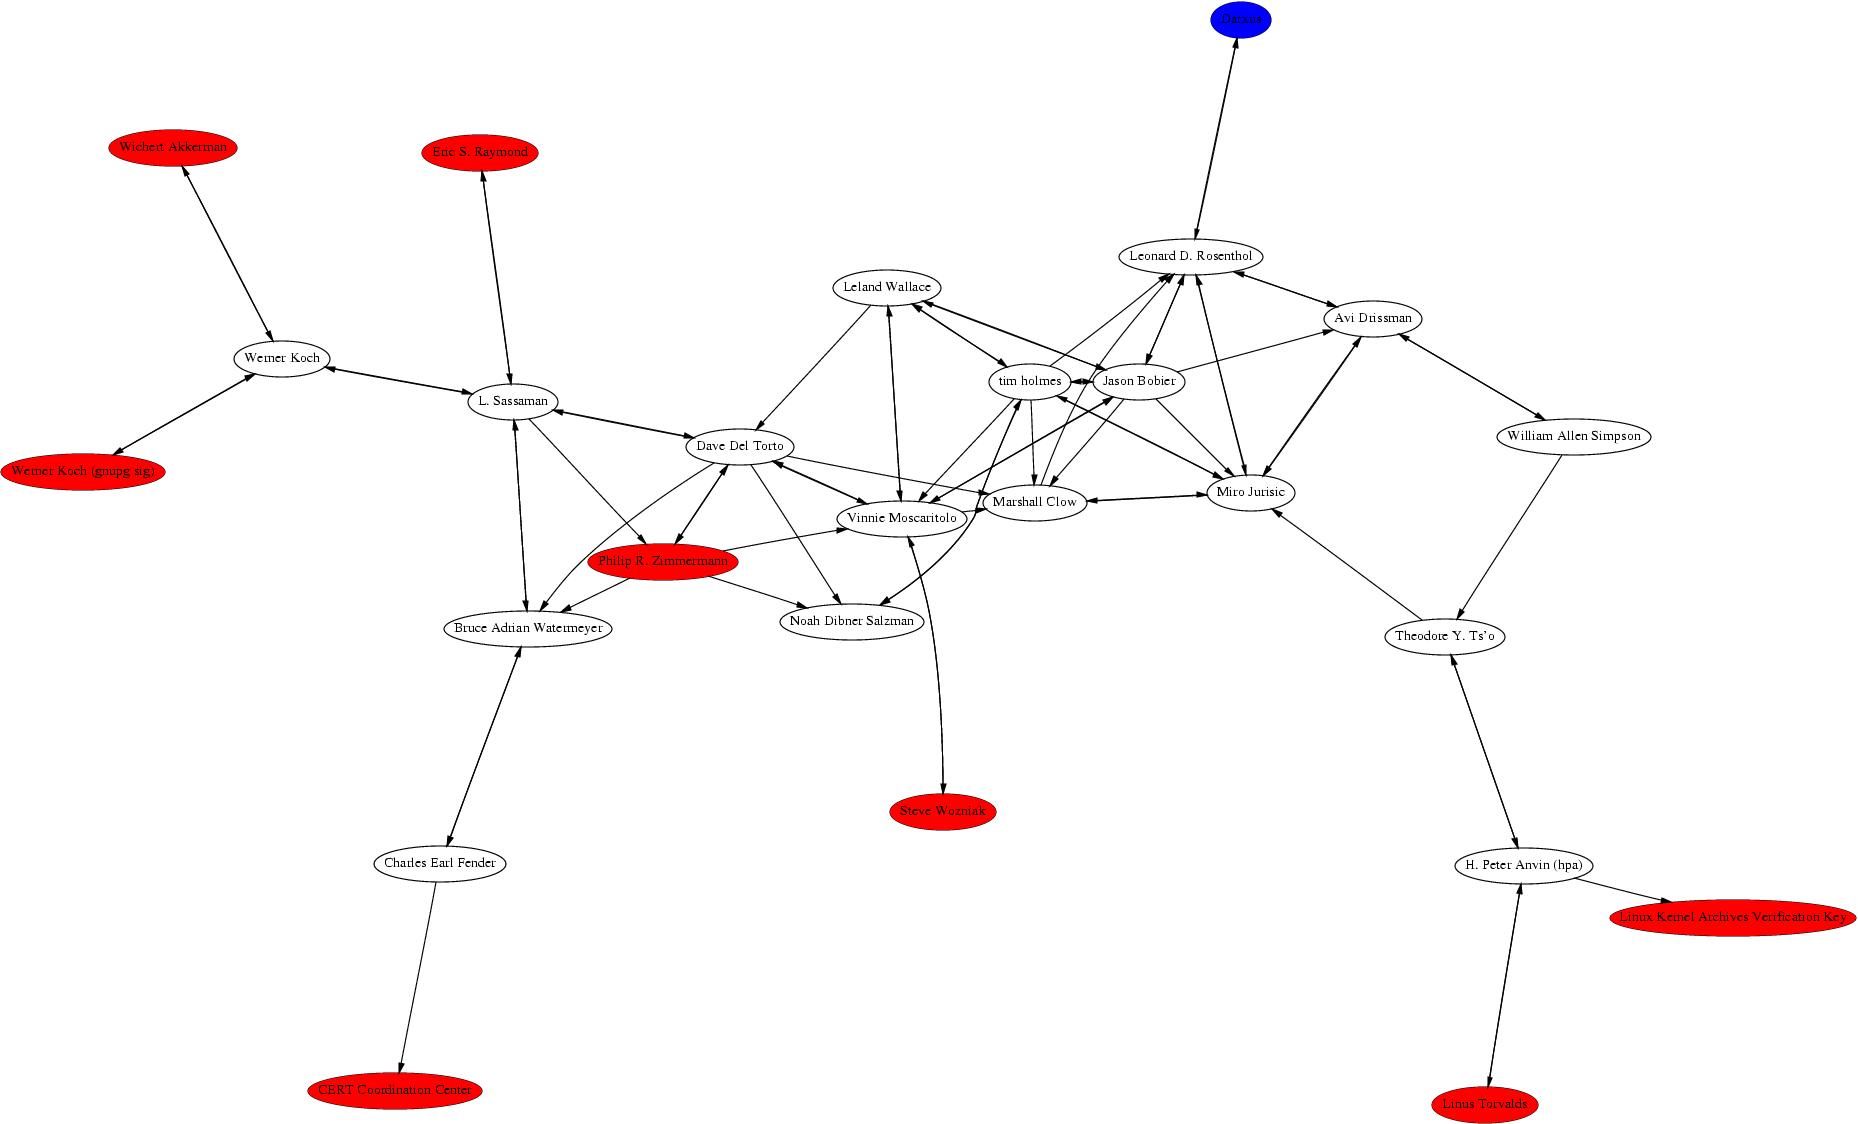 Darxus
Wichert Akkerman
Eric S. Raymond
Leonard D. Rosenthol
Leland Wallace
Avi Drissman
Werner Koch
tim holmes
Jason Bobier
L. Sassaman
William Allen Simpson
Dave Del Torto
Werner Koch (gnupg sig)
Miro Jurisic
Marshall Clow
Vinnie Moscaritolo
Philip R. Zimmermann
Noah Dibner Salzman
Bruce Adrian Watermeyer
Theodore Y. Ts'o
Steve Wozniak
Charles Earl Fender
H. Peter Anvin (hpa)
Linux Kernel Archives Verification Key
CERT Coordination Center
Linus Torvalds